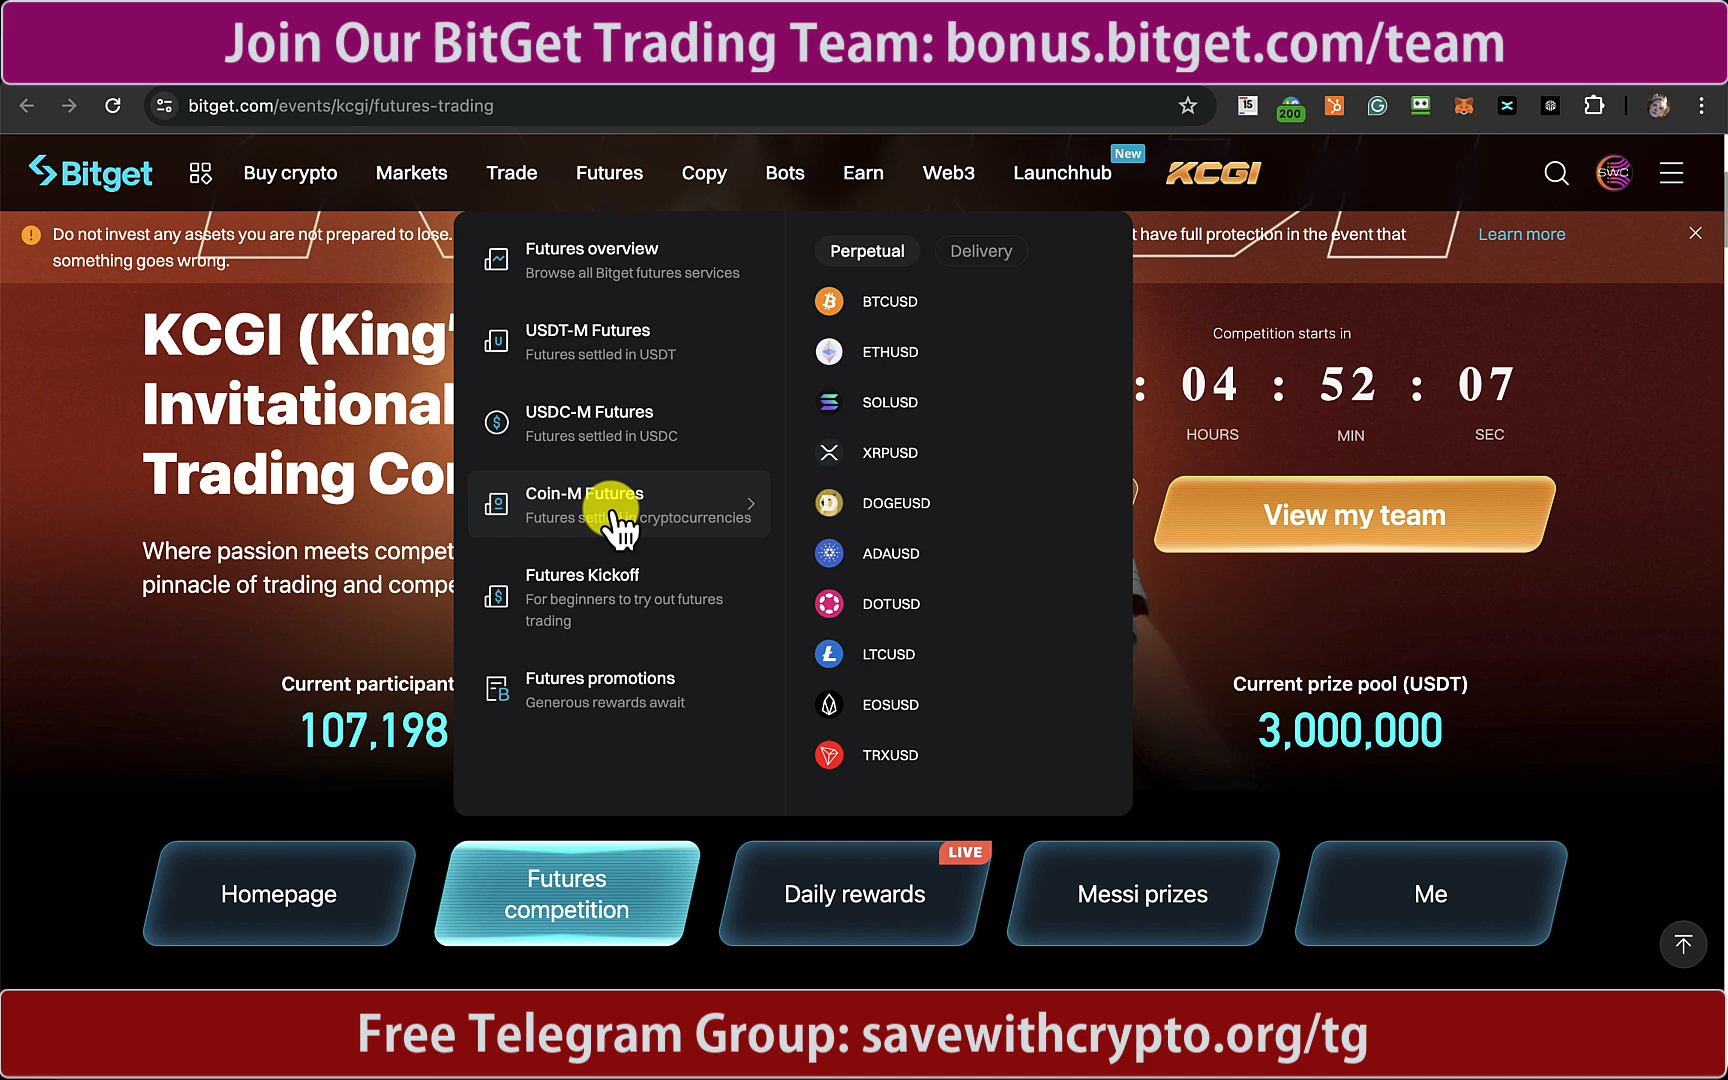 Join Our BitGet Trading Team: bonus.bitget.com/team
bitget.com/events/kcgi/futures-trading
15
200
Bitget
Buy crypto
Markets
Trade
Futures
Copy
Bots
Earn
Web3
Launchhub
New
KCGI
SWC
Do not invest any assets you are not prepared to lose.
something goes wrong.
t have full protection in the event that
Learn more
KCGI (King'
Invitational
Trading Co
Where passion meets compet
pinnacle of trading and compe
Current participant
107,198
Futures overview
Browse all Bitget futures services
USDT-M Futures
Futures settled in USDT
USDC-M Futures
Futures settled in USDC
Coin-M Futures
Futures settled in cryptocurrencies
Futures Kickoff
For beginners to try out futures
trading
Futures promotions
Generous rewards await
Perpetual
Delivery
BTCUSD
ETHUSD
SOLUSD
XRPUSD
DOGEUSD
ADAUSD
DOTUSD
LTCUSD
EOSUSD
TRXUSD
Competition starts in
: 04 : 52 : 07
HOURS MIN SEC
View my team
Current prize pool (USDT)
3,000,000
Homepage
Futures
competition
LIVE
Daily rewards
Messi prizes
Me
Free Telegram Group: savewithcrypto.org/tg